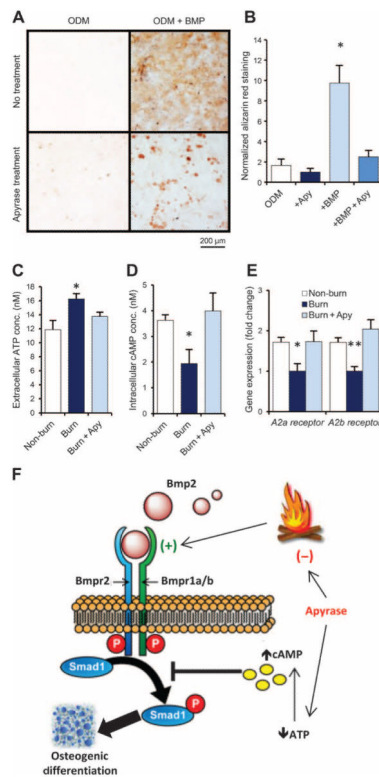 A
ODM
ODM + BMP
No treatment
Apyrase treatment
200 µm
B
Normalized alizarin red staining
14
12
10
8
6
4
2
0
*
ODM
+Apy
+BMP
+BMP + Apy
C
Extracellular ATP conc. (nM)
18
16
14
12
10
8
6
4
2
0
*
Non-burn
Burn
Burn + Apy
D
Intracellular cAMP conc. (nM)
6
4
2
0
*
Non-burn
Burn
Burn + Apy
E
Non-burn
Burn
Burn + Apy
Gene expression (fold change)
4
3
2
1
0
*
**
A2a receptor
A2b receptor
F
Bmp2
(+)
(−)
Bmpr2
Bmpr1a/b
Apyrase
P
P
cAMP
Smad1
P
Smad1
ATP
Osteogenic
differentiation